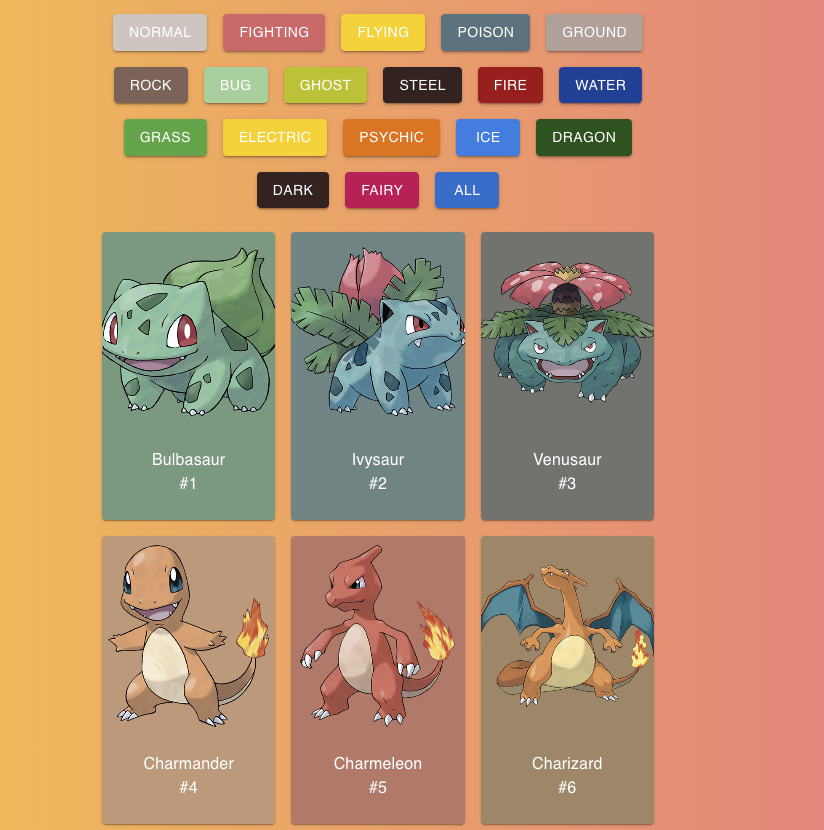 NORMAL FIGHTING FLYING POISON GROUND
ROCK BUG GHOST STEEL FIRE WATER
GRASS ELECTRIC PSYCHIC ICE DRAGON
DARK FAIRY ALL
Bulbasaur Ivysaur Venusaur
#1 #2 #3
Charmander Charmeleon Charizard
#4 #5 #6